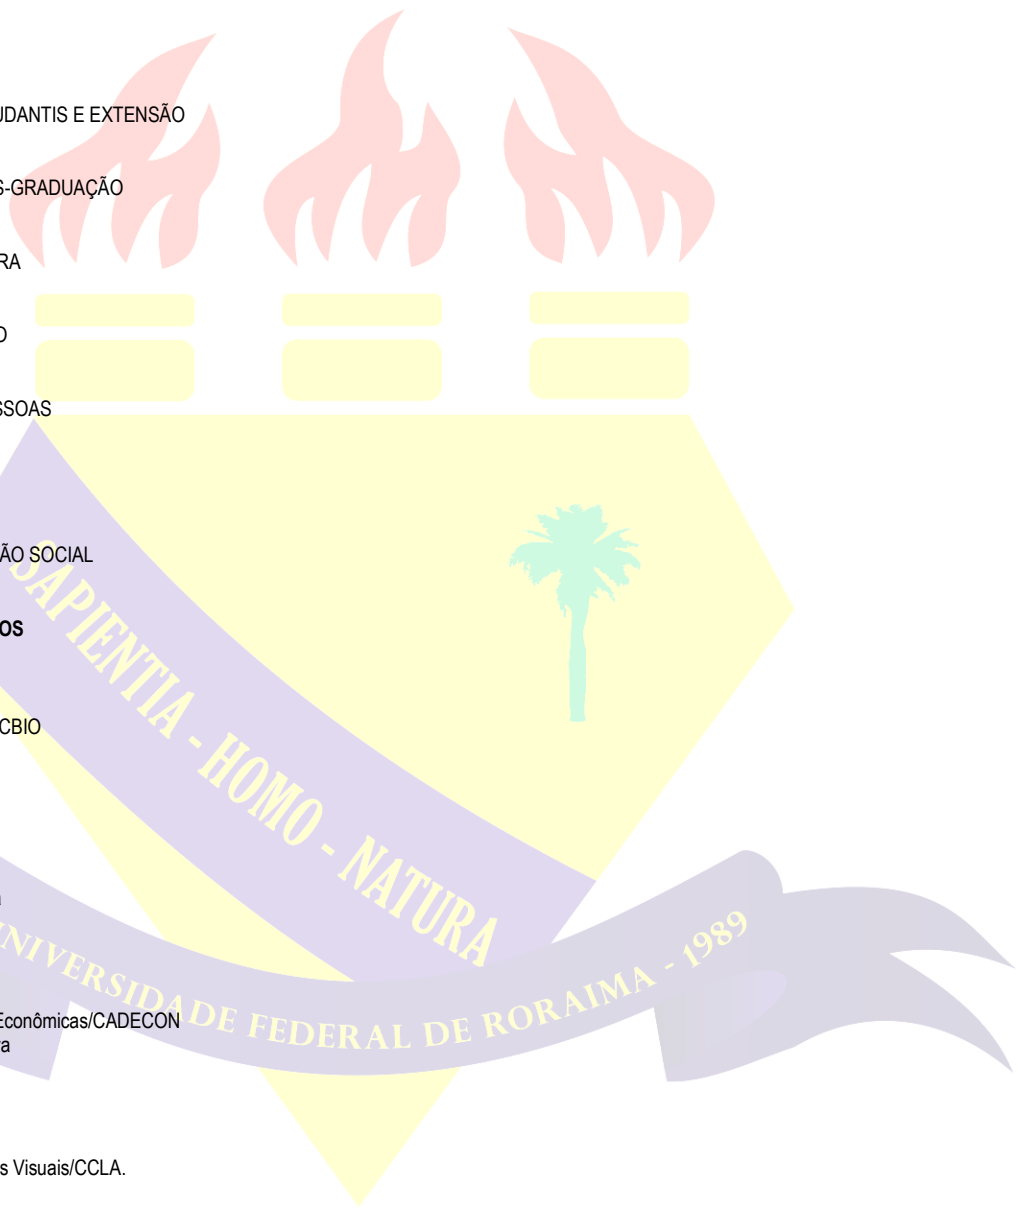 UDANTIS E EXTENSÃO
S-GRADUAÇÃO
RA
O
SSOAS
ÃO SOCIAL
SAPIENTIA - HOMO - NATURA
OS
CBIO
a
UNIVERSIDADE FEDERAL DE RORAIMA - 1989
Econômicas/CADECON
ra
s Visuais/CCLA.